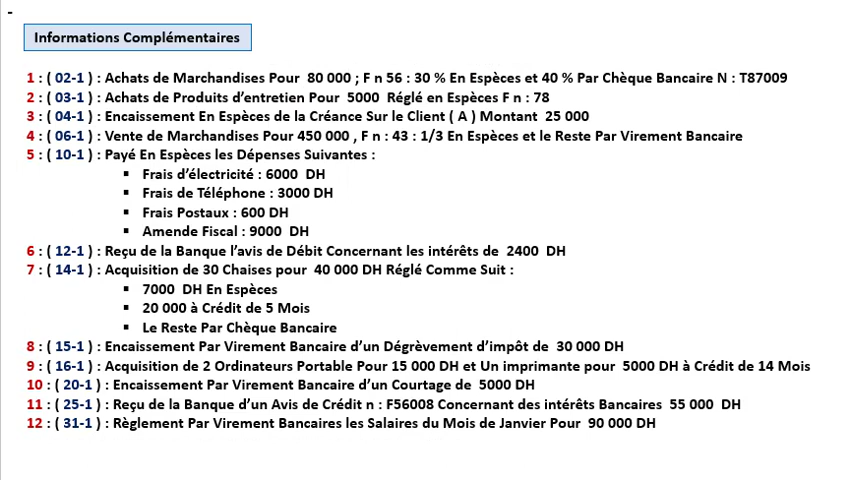 -
Informations Complémentaires
1 : ( 02-1 ) : Achats de Marchandises Pour 80 000 ; F n 56 : 30 % En Espèces et 40 % Par Chèque Bancaire N : T87009
2 : ( 03-1 ) : Achats de Produits d'entretien Pour 5000 Réglé en Espèces F n : 78
3 : ( 04-1 ) : Encaissement En Espèces de la Créance Sur le Client ( A ) Montant 25 000
4 : ( 06-1 ) : Vente de Marchandises Pour 450 000 , F n : 43 : 1/3 En Espèces et le Reste Par Virement Bancaire
5 : ( 10-1 ) : Payé En Espèces les Dépenses Suivantes :
▪ Frais d'électricité : 6000 DH
▪ Frais de Téléphone : 3000 DH
▪ Frais Postaux : 600 DH
▪ Amende Fiscal : 9000 DH
6 : ( 12-1 ) : Reçu de la Banque l'avis de Débit Concernant les intérêts de 2400 DH
7 : ( 14-1 ) : Acquisition de 30 Chaises pour 40 000 DH Réglé Comme Suit :
▪ 7000 DH En Espèces
▪ 20 000 à Crédit de 5 Mois
▪ Le Reste Par Chèque Bancaire
8 : ( 15-1 ) : Encaissement Par Virement Bancaire d'un Dégrèvement d'impôt de 30 000 DH
9 : ( 16-1 ) : Acquisition de 2 Ordinateurs Portable Pour 15 000 DH et Un imprimante pour 5000 DH à Crédit de 14 Mois
10 : ( 20-1 ) : Encaissement Par Virement Bancaire d'un Courtage de 5000 DH
11 : ( 25-1 ) : Reçu de la Banque d'un Avis de Crédit n : F56008 Concernant des intérêts Bancaires 55 000 DH
12 : ( 31-1 ) : Règlement Par Virement Bancaires les Salaires du Mois de Janvier Pour 90 000 DH